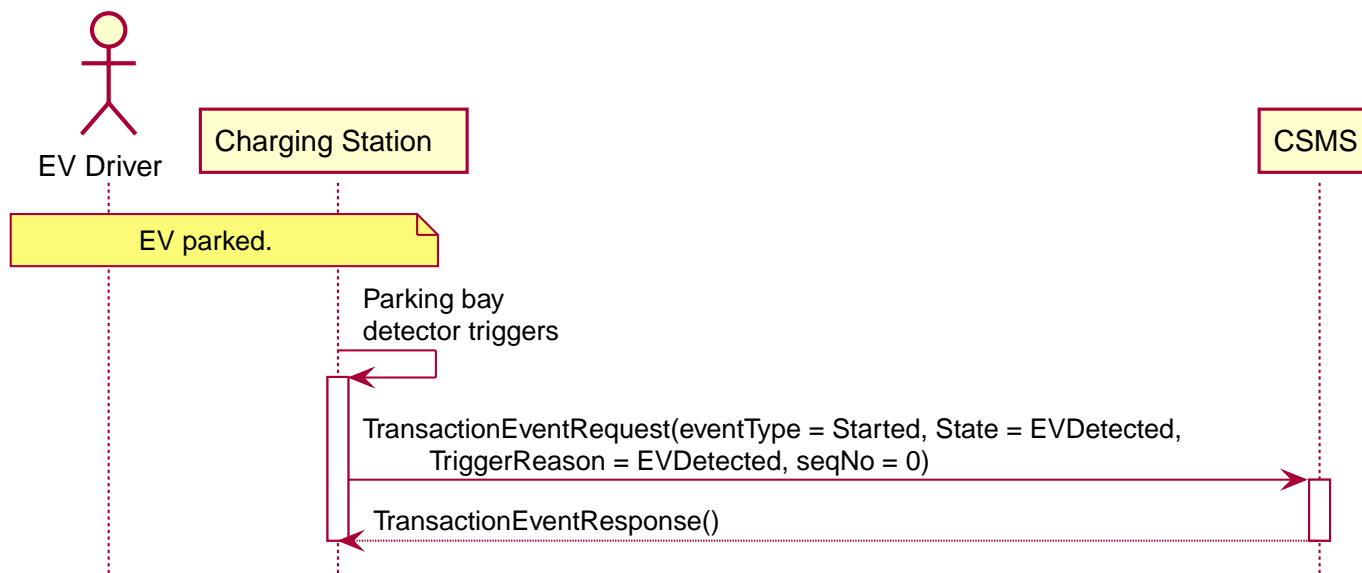 EV Driver
Charging Station
CSMS
EV parked.
Parking bay
detector triggers
TransactionEventRequest(eventType = Started, State = EVDetected,
TriggerReason = EVDetected, seqNo = 0)
TransactionEventResponse()